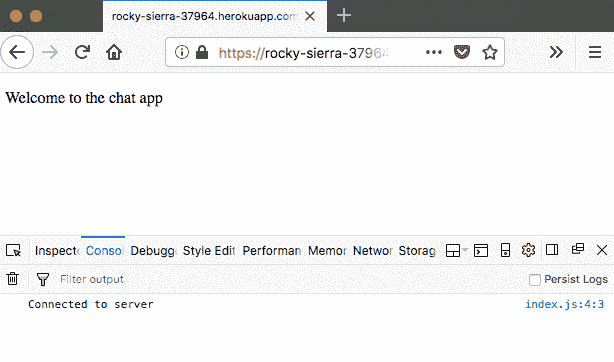 rocky-sierra-37964.herokuapp.com
https://rocky-sierra-3796
Welcome to the chat app
Inspect Consol Debugg Style Edit Performan Memor Networ Storag
Filter output Persist Logs
Connected to server index.js:4:3